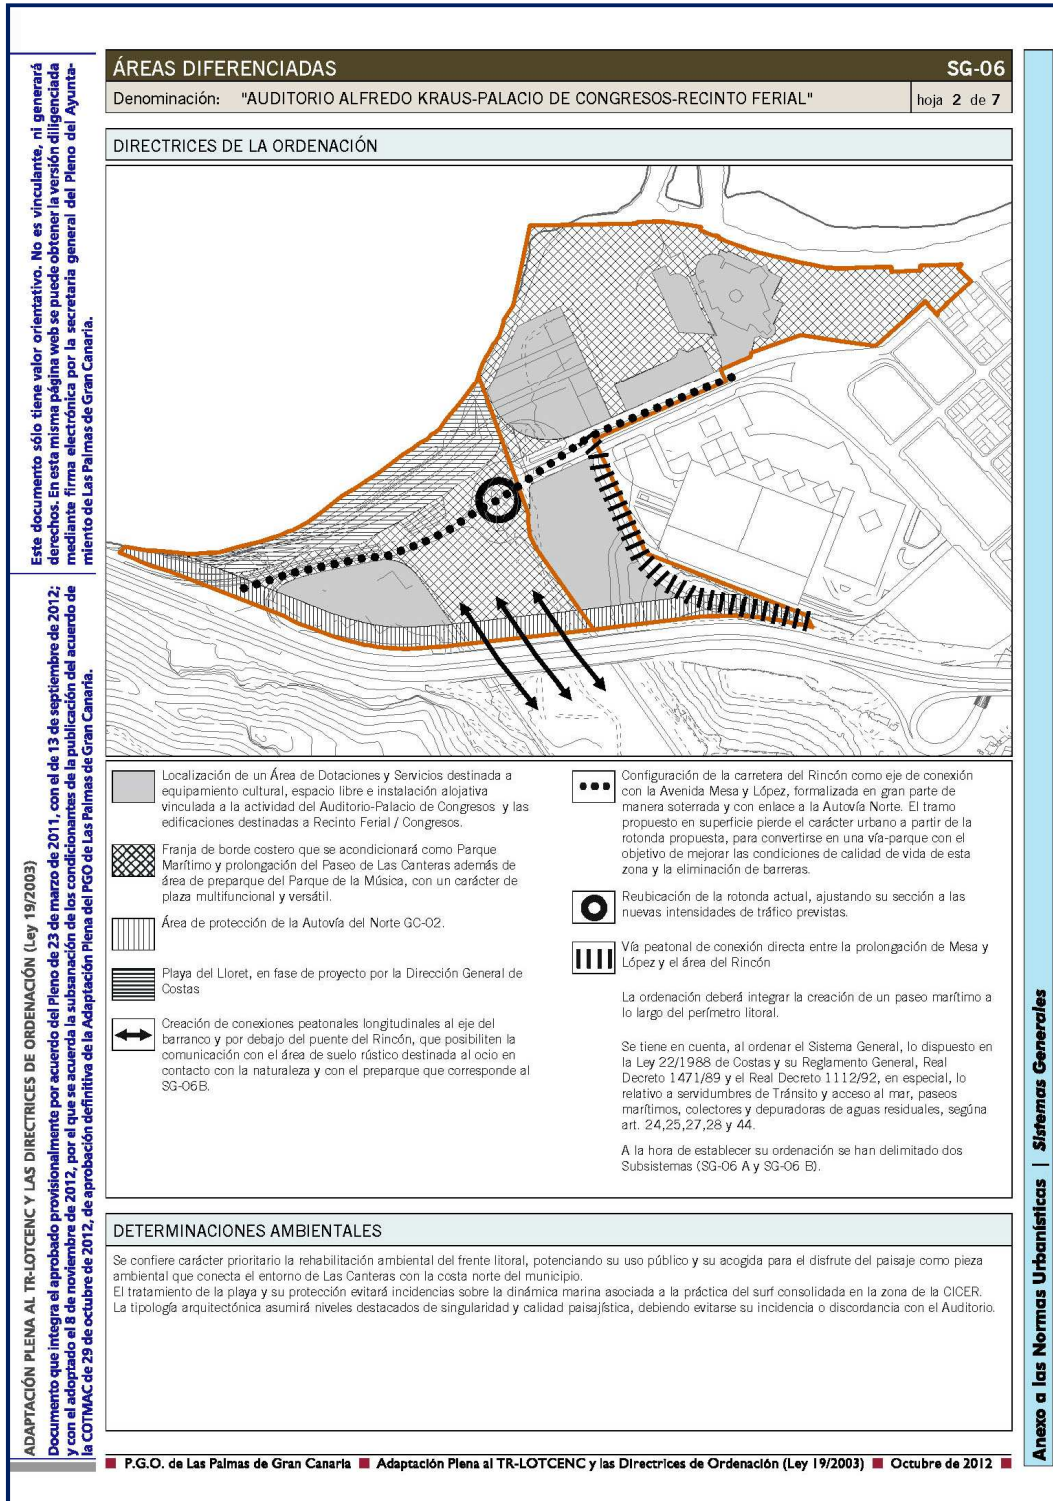 ÁREAS DIFERENCIADAS SG-06
Denominación: "AUDITORIO ALFREDO KRAUS-PALACIO DE CONGRESOS-RECINTO FERIAL" hoja 2 de 7
DIRECTRICES DE LA ORDENACIÓN
Localización de un Área de Dotaciones y Servicios destinada a
equipamiento cultural, espacio libre e instalación alojativa
vinculada a la actividad del Auditorio-Palacio de Congresos y las
edificaciones destinadas a Recinto Ferial / Congresos.
Franja de borde costero que se acondicionará como Parque
Marítimo y prolongación del Paseo de Las Canteras además de
área de preparque del Parque de la Música, con un carácter de
plaza multifuncional y versátil.
Área de protección de la Autovía del Norte GC-02.
Playa del Lloret, en fase de proyecto por la Dirección General de
Costas
Creación de conexiones peatonales longitudinales al eje del
barranco y por debajo del puente del Rincón, que posibiliten la
comunicación con el área de suelo rústico destinada al ocio en
contacto con la naturaleza y con el preparque que corresponde al
SG-06B.
Configuración de la carretera del Rincón como eje de conexión
con la Avenida Mesa y López, formalizada en gran parte de
manera soterrada y con enlace a la Autovía Norte. El tramo
propuesto en superficie pierde el carácter urbano a partir de la
rotonda propuesta, para convertirse en una vía-parque con el
objetivo de mejorar las condiciones de calidad de vida de esta
zona y la eliminación de barreras.
Reubicación de la rotonda actual, ajustando su sección a las
nuevas intensidades de tráfico previstas.
Vía peatonal de conexión directa entre la prolongación de Mesa y
López y el área del Rincón
La ordenación deberá integrar la creación de un paseo marítimo a
lo largo del perímetro litoral.
Se tiene en cuenta, al ordenar el Sistema General, lo dispuesto en
la Ley 22/1988 de Costas y su Reglamento General, Real
Decreto 1471/89 y el Real Decreto 1112/92, en especial, lo
relativo a servidumbres de Tránsito y acceso al mar, paseos
marítimos, colectores y depuradoras de aguas residuales, segúna
art. 24,25,27,28 y 44.
A la hora de establecer su ordenación se han delimitado dos
Subsistemas (SG-06 A y SG-06 B).
DETERMINACIONES AMBIENTALES
Se confiere carácter prioritario la rehabilitación ambiental del frente litoral, potenciando su uso público y su acogida para el disfrute del paisaje como pieza
ambiental que conecta el entorno de Las Canteras con la costa norte del municipio.
El tratamiento de la playa y su protección evitará incidencias sobre la dinámica marina asociada a la práctica del surf consolidada en la zona de la CICER.
La tipología arquitectónica asumirá niveles destacados de singularidad y calidad paisajística, debiendo evitarse su incidencia o discordancia con el Auditorio.
P.G.O. de Las Palmas de Gran Canaria Adaptación Plena al TR-LOTCENC y las Directrices de Ordenación (Ley 19/2003) Octubre de 2012
ADAPTACIÓN PLENA AL TR-LOTCENC Y LAS DIRECTRICES DE ORDENACIÓN (Ley 19/2003)
Documento que integra el aprobado provisionalmente por acuerdo del Pleno de 23 de marzo de 2011, con el de 13 de septiembre de 2012;
y con el adoptado el 8 de noviembre de 2012, por el que se acuerda la subsanación de los condicionantes de la publicación del acuerdo de
la COTMAC de 29 de octubre de 2012, de aprobación definitiva de la Adaptación Plena del PGO de Las Palmas de Gran Canaria.
Este documento sólo tiene valor orientativo. No es vinculante, ni generará
derechos. En esta misma página web se puede obtener la versión diligenciada
mediante firma electrónica por la secretaria general del Pleno del Ayunta-
miento de Las Palmas de Gran Canaria.
Anexo a las Normas Urbanísticas | Sistemas Generales